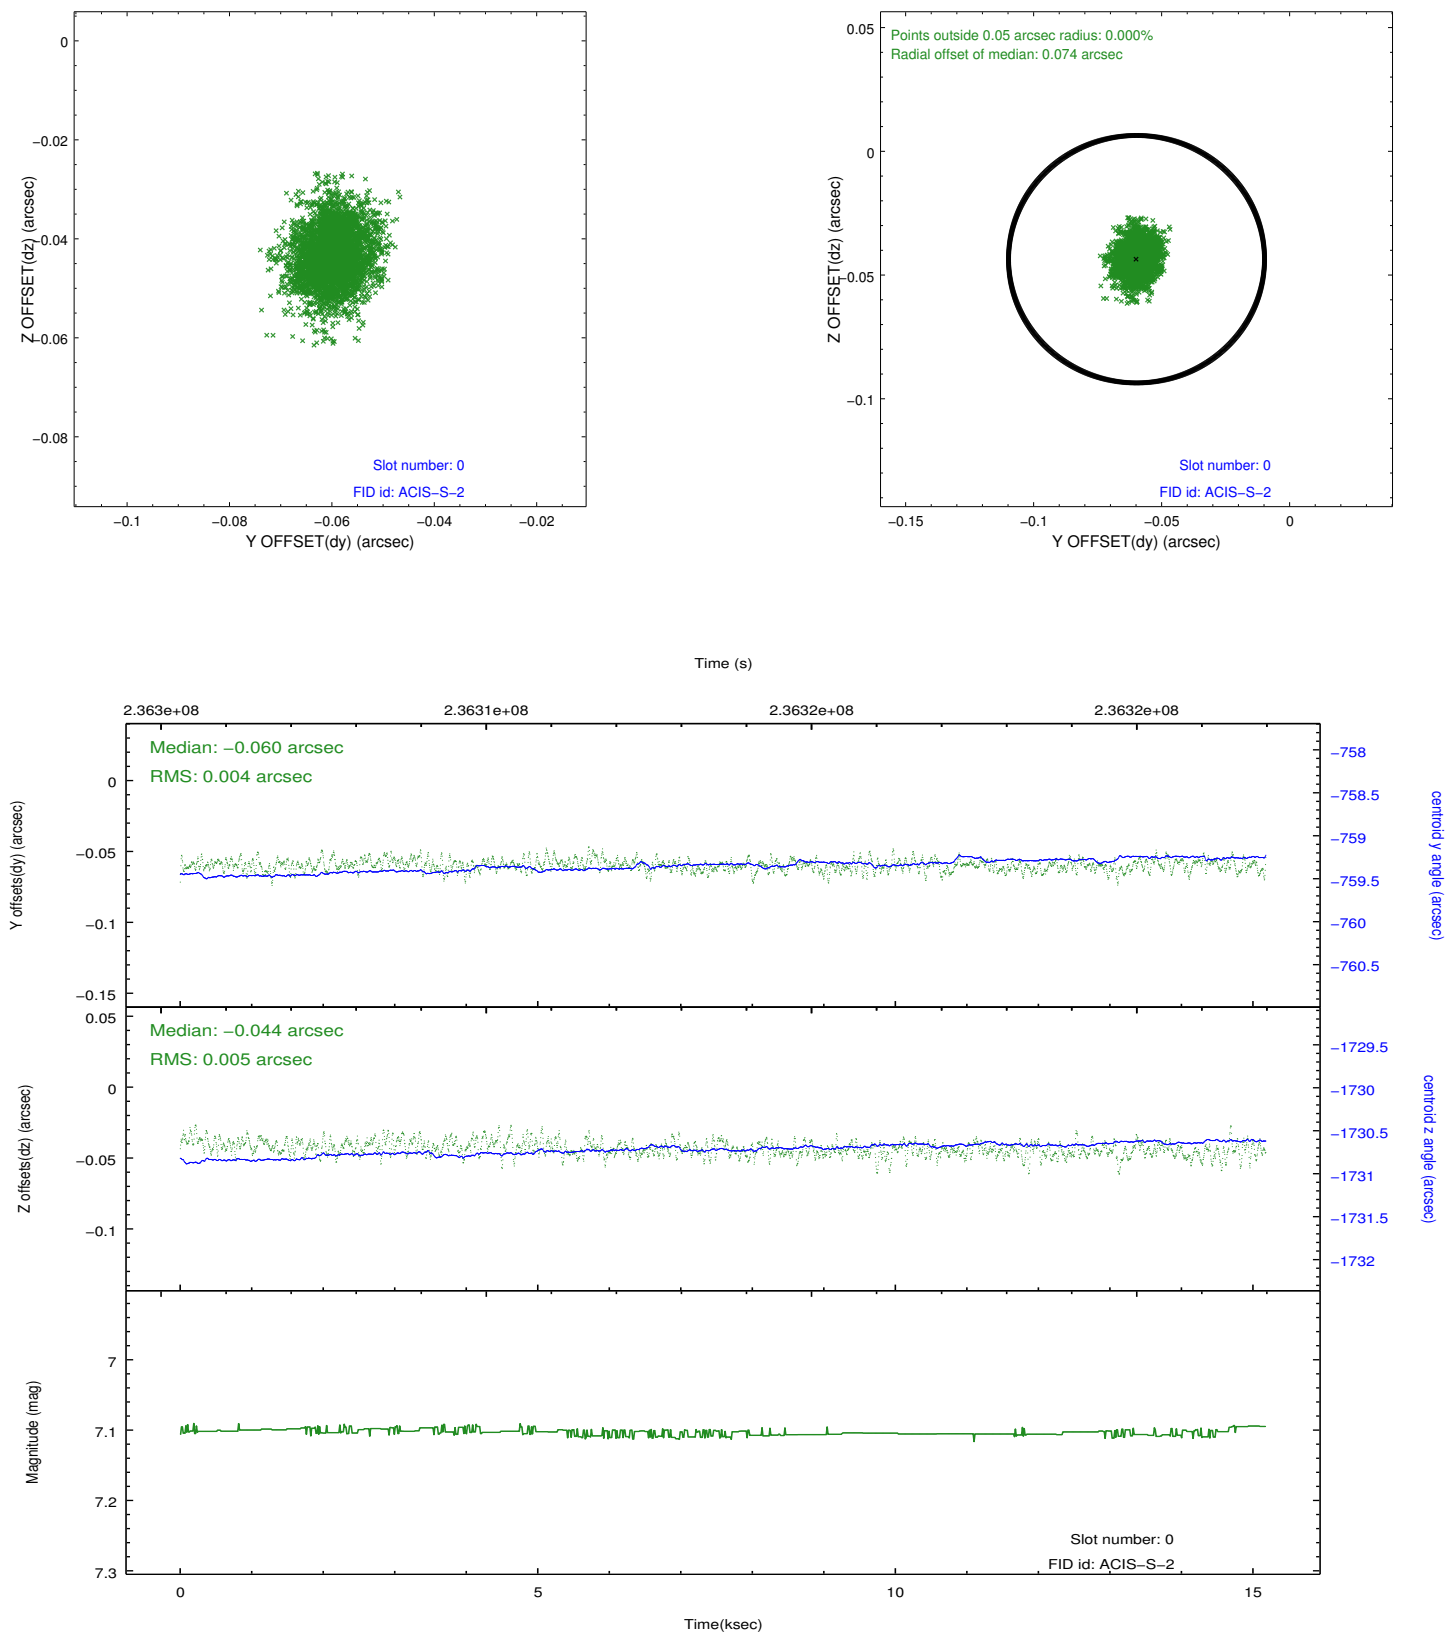 0
−0.02
−0.04
−0.06
−0.08
Z OFFSET(dz) (arcsec)
Slot number: 0
FID id: ACIS−S−2
−0.1
−0.08
−0.06
−0.04
−0.02
Y OFFSET(dy) (arcsec)
Points outside 0.05 arcsec radius: 0.000%
Radial offset of median: 0.074 arcsec
0.05
0
−0.05
−0.1
Z OFFSET(dz) (arcsec)
Slot number: 0
FID id: ACIS−S−2
−0.15
−0.1
−0.05
0
Y OFFSET(dy) (arcsec)
Time (s)
2.363e+08
2.3631e+08
2.3632e+08
2.3632e+08
Median: −0.060 arcsec
RMS: 0.004 arcsec
0
−0.05
−0.1
−0.15
Y offsets(dy) (arcsec)
−758
−758.5
−759
−759.5
−760
−760.5
centroid y angle (arcsec)
Median: −0.044 arcsec
RMS: 0.005 arcsec
0.05
0
−0.05
−0.1
Z offsets(dz) (arcsec)
−1729.5
−1730
−1730.5
−1731
−1731.5
−1732
centroid z angle (arcsec)
7
7.1
7.2
7.3
Magnitude (mag)
Slot number: 0
FID id: ACIS−S−2
0
5
10
15
Time(ksec)